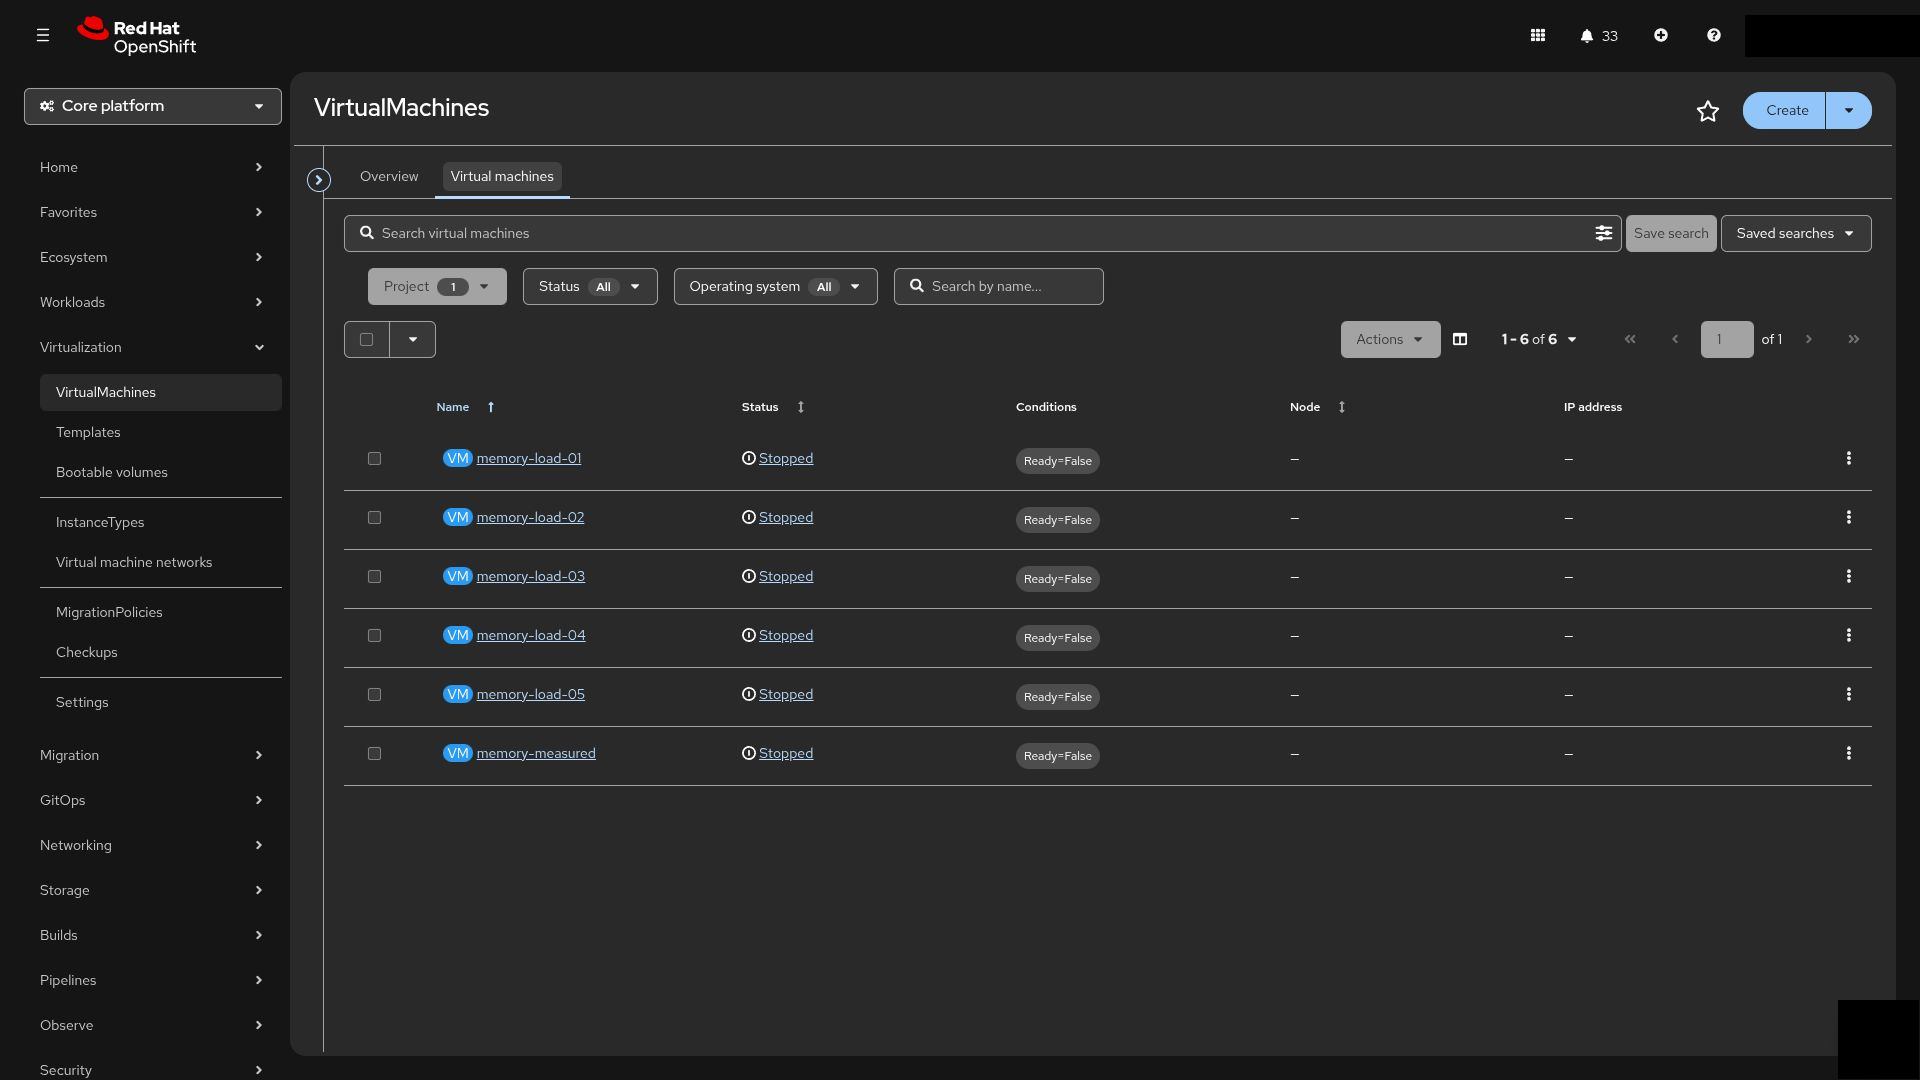 Red Hat
OpenShift
33
Core platform
Home
Favorites
Ecosystem
Workloads
Virtualization
VirtualMachines
Templates
Bootable volumes
InstanceTypes
Virtual machine networks
MigrationPolicies
Checkups
Settings
Migration
GitOps
Networking
Storage
Builds
Pipelines
Observe
Security
VirtualMachines
Create
Overview
Virtual machines
Search virtual machines
Save search
Saved searches
Project 1
Status All
Operating system All
Search by name...
Actions
1 - 6 of 6
1 of 1
Name Status Conditions Node IP address
VM memory-load-01 Stopped Ready=False – –
VM memory-load-02 Stopped Ready=False – –
VM memory-load-03 Stopped Ready=False – –
VM memory-load-04 Stopped Ready=False – –
VM memory-load-05 Stopped Ready=False – –
VM memory-measured Stopped Ready=False – –